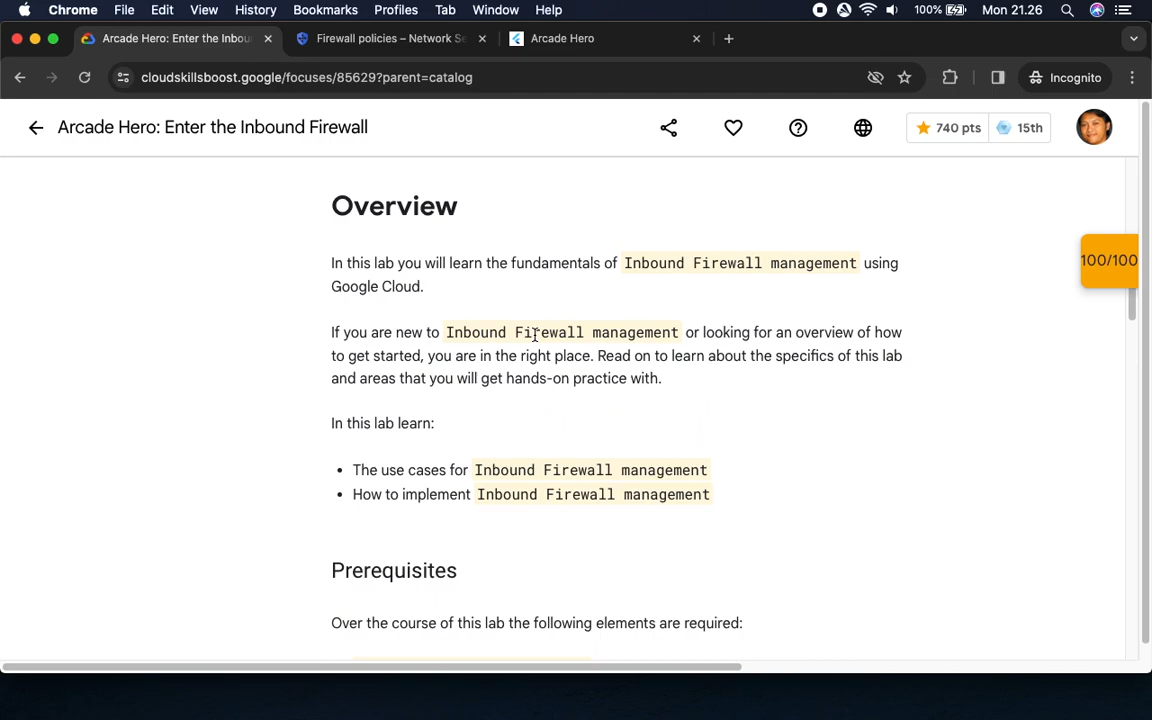 Chrome File Edit View History Bookmarks Profiles Tab Window Help 100% Mon 21.26
Arcade Hero: Enter the Inbou Firewall policies – Network Se Arcade Hero
cloudskillsboost.google/focuses/85629?parent=catalog Incognito
Arcade Hero: Enter the Inbound Firewall 740 pts 15th
Overview
100/100
In this lab you will learn the fundamentals of Inbound Firewall management using
Google Cloud.
If you are new to Inbound Firewall management or looking for an overview of how
to get started, you are in the right place. Read on to learn about the specifics of this lab
and areas that you will get hands-on practice with.
In this lab learn:
• The use cases for Inbound Firewall management
• How to implement Inbound Firewall management
Prerequisites
Over the course of this lab the following elements are required: